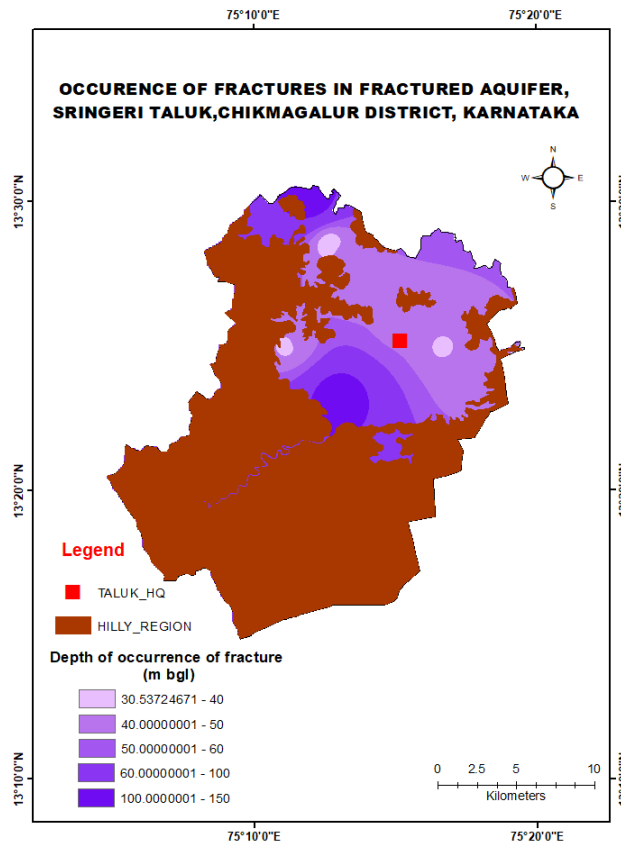 75°10'0"E 75°20'0"E
OCCURENCE OF FRACTURES IN FRACTURED AQUIFER,
SRINGERI TALUK,CHIKMAGALUR DISTRICT, KARNATAKA
N
W E
S
13°30'0"N
13°20'0"N
Legend
TALUK_HQ
HILLY_REGION
Depth of occurrence of fracture
(m bgl)
30.53724671 - 40
40.00000001 - 50
50.00000001 - 60
60.00000001 - 100
100.0000001 - 150
0 2.5 5 10
Kilometers
13°10'0"N
75°10'0"E 75°20'0"E